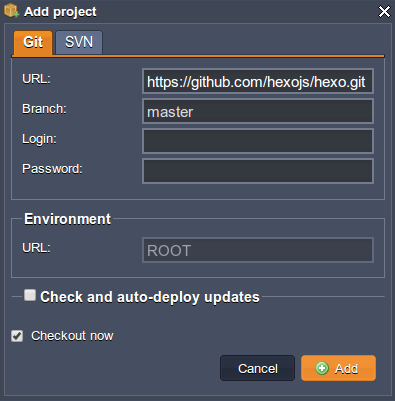 Add project
Git SVN
URL: https://github.com/hexojs/hexo.git
Branch: master
Login:
Password:
Environment
URL: ROOT
Check and auto-deploy updates
Checkout now
Cancel Add